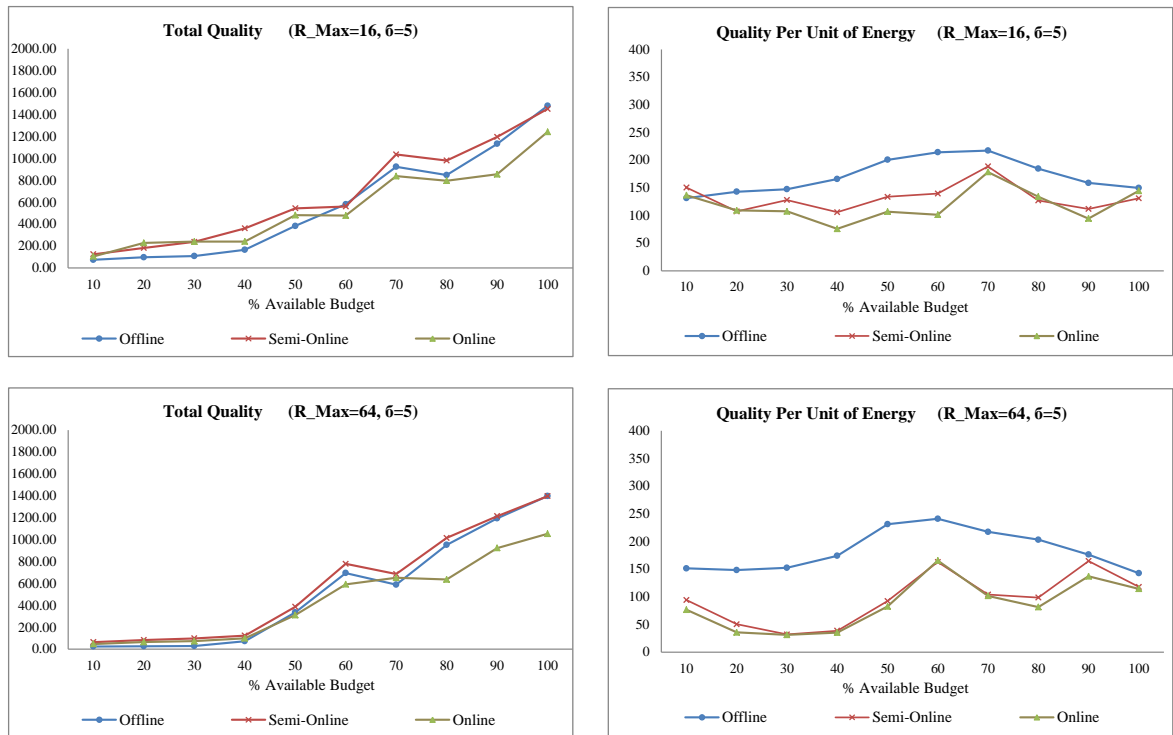 Total Quality (R_Max=16, б=5)
2000.00
1800.00
1600.00
1400.00
1200.00
1000.00
800.00
600.00
400.00
200.00
0.00
10 20 30 40 50 60 70 80 90 100
% Available Budget
Offline Semi-Online Online
Quality Per Unit of Energy (R_Max=16, б=5)
400
350
300
250
200
150
100
50
0
10 20 30 40 50 60 70 80 90 100
% Available Budget
Offline Semi-Online Online
Total Quality (R_Max=64, б=5)
2000.00
1800.00
1600.00
1400.00
1200.00
1000.00
800.00
600.00
400.00
200.00
0.00
10 20 30 40 50 60 70 80 90 100
% Available Budget
Offline Semi-Online Online
Quality Per Unit of Energy (R_Max=64, б=5)
400
350
300
250
200
150
100
50
0
10 20 30 40 50 60 70 80 90 100
% Available Budget
Offline Semi-Online Online